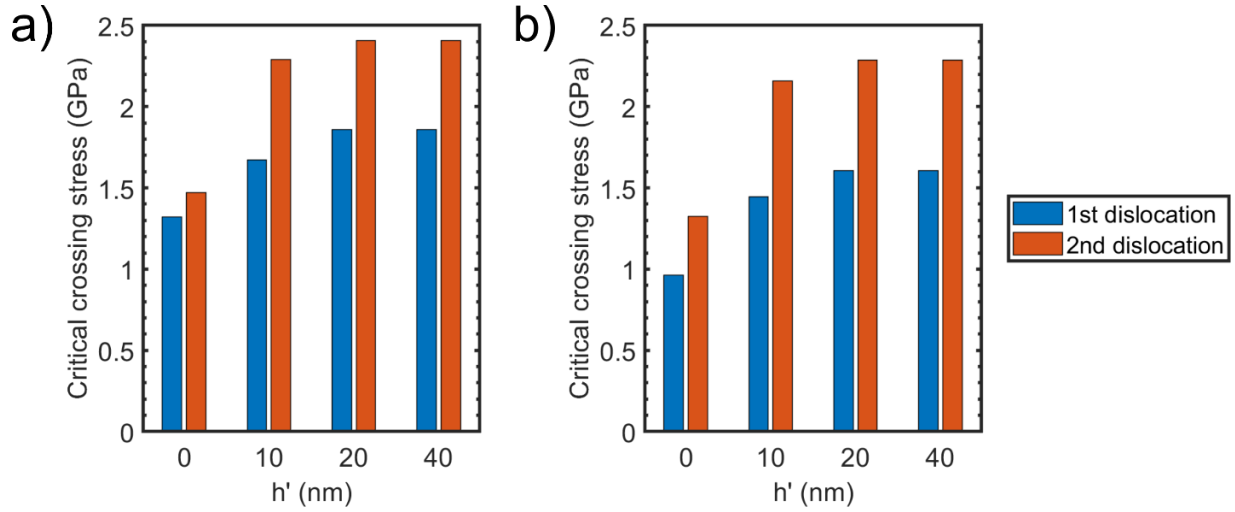 a)
Critical crossing stress (GPa)
2.5
2
1.5
1
0.5
0
0 10 20 40
h' (nm)
b)
Critical crossing stress (GPa)
2.5
2
1.5
1
0.5
0
0 10 20 40
h' (nm)
1st dislocation
2nd dislocation